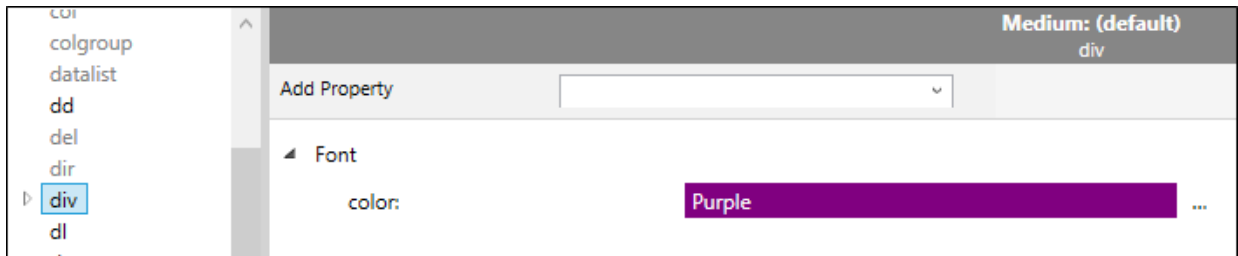 col
colgroup
datalist
dd
del
dir
div
dl
Medium: (default)
div
Add Property
Font
color:
Purple
...